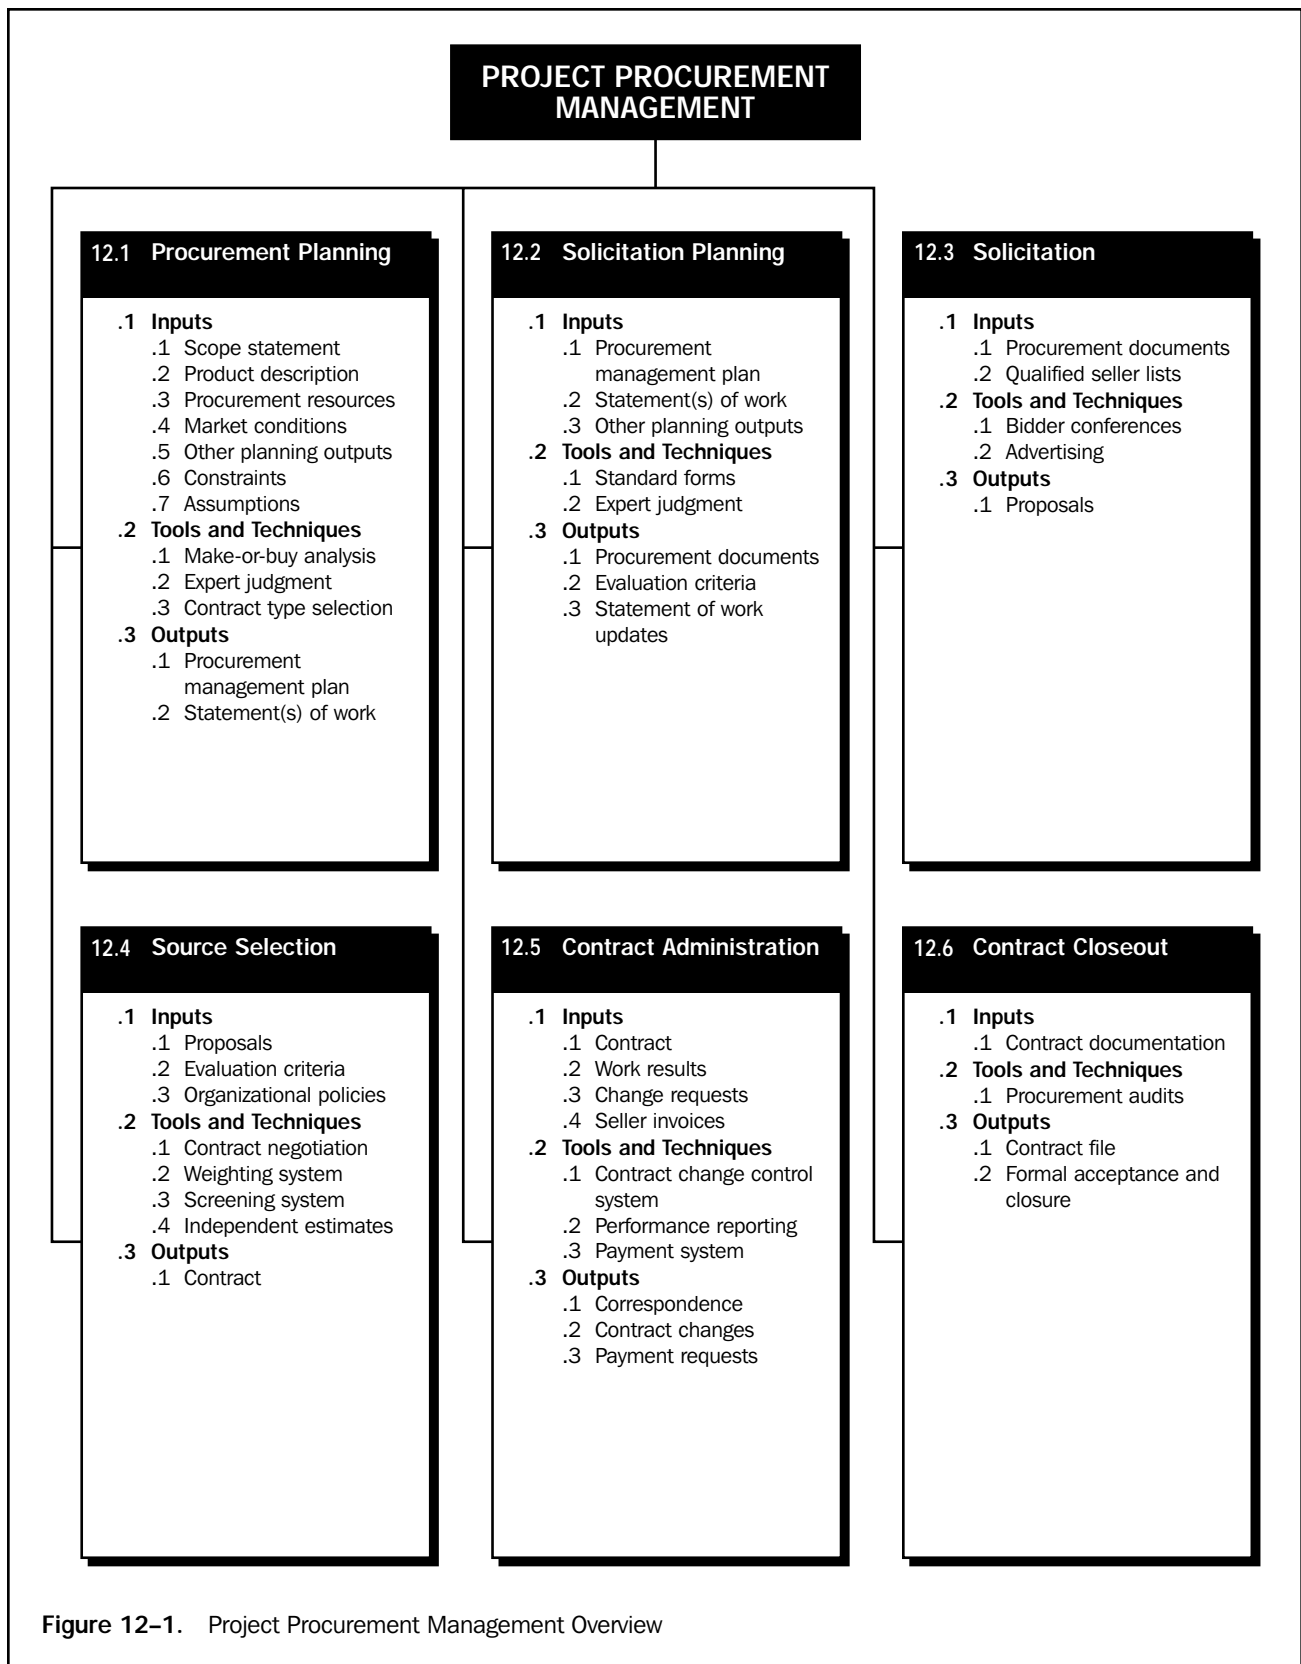 PROJECT PROCUREMENT
MANAGEMENT
12.1 Procurement Planning
.1 Inputs
.1 Scope statement
.2 Product description
.3 Procurement resources
.4 Market conditions
.5 Other planning outputs
.6 Constraints
.7 Assumptions
.2 Tools and Techniques
.1 Make-or-buy analysis
.2 Expert judgment
.3 Contract type selection
.3 Outputs
.1 Procurement
management plan
.2 Statement(s) of work
12.2 Solicitation Planning
.1 Inputs
.1 Procurement
management plan
.2 Statement(s) of work
.3 Other planning outputs
.2 Tools and Techniques
.1 Standard forms
.2 Expert judgment
.3 Outputs
.1 Procurement documents
.2 Evaluation criteria
.3 Statement of work
updates
12.3 Solicitation
.1 Inputs
.1 Procurement documents
.2 Qualified seller lists
.2 Tools and Techniques
.1 Bidder conferences
.2 Advertising
.3 Outputs
.1 Proposals
12.4 Source Selection
.1 Inputs
.1 Proposals
.2 Evaluation criteria
.3 Organizational policies
.2 Tools and Techniques
.1 Contract negotiation
.2 Weighting system
.3 Screening system
.4 Independent estimates
.3 Outputs
.1 Contract
12.5 Contract Administration
.1 Inputs
.1 Contract
.2 Work results
.3 Change requests
.4 Seller invoices
.2 Tools and Techniques
.1 Contract change control
system
.2 Performance reporting
.3 Payment system
.3 Outputs
.1 Correspondence
.2 Contract changes
.3 Payment requests
12.6 Contract Closeout
.1 Inputs
.1 Contract documentation
.2 Tools and Techniques
.1 Procurement audits
.3 Outputs
.1 Contract file
.2 Formal acceptance and
closure
Figure 12–1. Project Procurement Management Overview